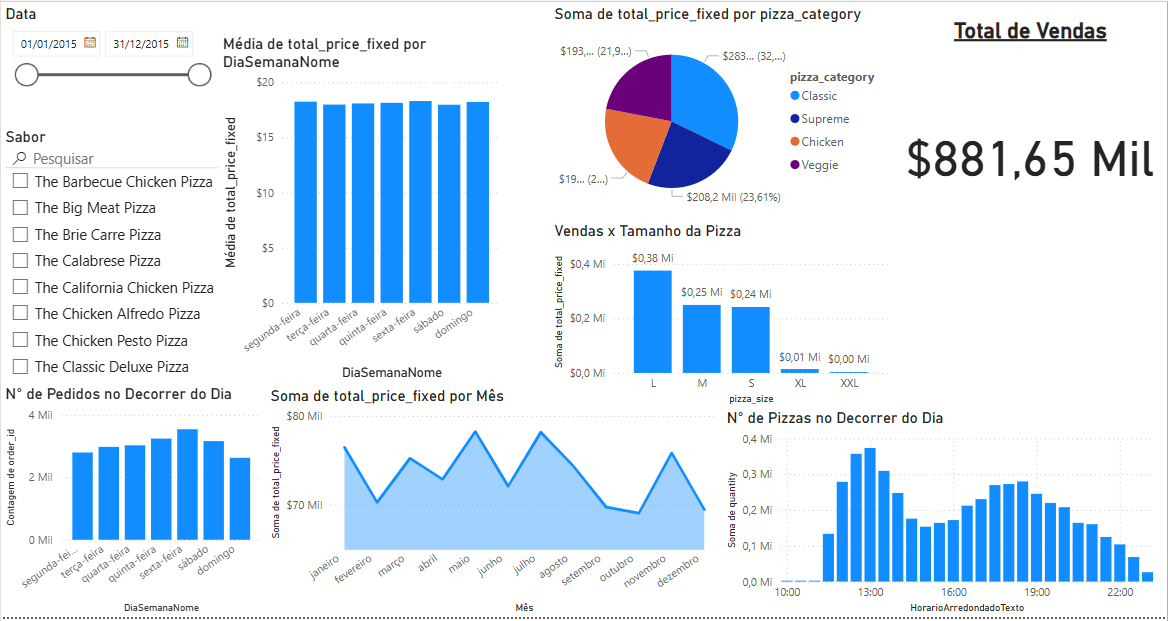 Data
01/01/2015
31/12/2015
Sabor
Pesquisar
The Barbecue Chicken Pizza
The Big Meat Pizza
The Brie Carre Pizza
The Calabrese Pizza
The California Chicken Pizza
The Chicken Alfredo Pizza
The Chicken Pesto Pizza
The Classic Deluxe Pizza
Média de total_price_fixed por
DiaSemanaNome
Média de total_price_fixed
$20
$15
$10
$5
$0
segunda-feira
terça-feira
quarta-feira
quinta-feira
sexta-feira
sábado
domingo
DiaSemanaNome
Soma de total_price_fixed por pizza_category
$193,... (21,9...)
$283... (32,...)
$19... (2...)
$208,2 Mil (23,61%)
pizza_category
Classic
Supreme
Chicken
Veggie
Total de Vendas
$881,65 Mil
Vendas x Tamanho da Pizza
Soma de total_price_fixed
$0,4 Mi
$0,2 Mi
$0,0 Mi
$0,38 Mi
$0,25 Mi
$0,24 Mi
$0,01 Mi
$0,00 Mi
L
M
S
XL
XXL
pizza_size
N° de Pedidos no Decorrer do Dia
Contagem de order_id
4 Mil
2 Mil
0 Mil
segunda-fei...
terça-feira
quarta-feira
quinta-feira
sexta-feira
sábado
domingo
DiaSemanaNome
Soma de total_price_fixed por Mês
Soma de total_price_fixed
$80 Mil
$70 Mil
janeiro
fevereiro
março
abril
maio
junho
julho
agosto
setembro
outubro
novembro
dezembro
Mês
N° de Pizzas no Decorrer do Dia
Soma de quantity
0,4 Mi
0,3 Mi
0,2 Mi
0,1 Mi
0,0 Mi
10:00
13:00
16:00
19:00
22:00
HorarioArredondadoTexto